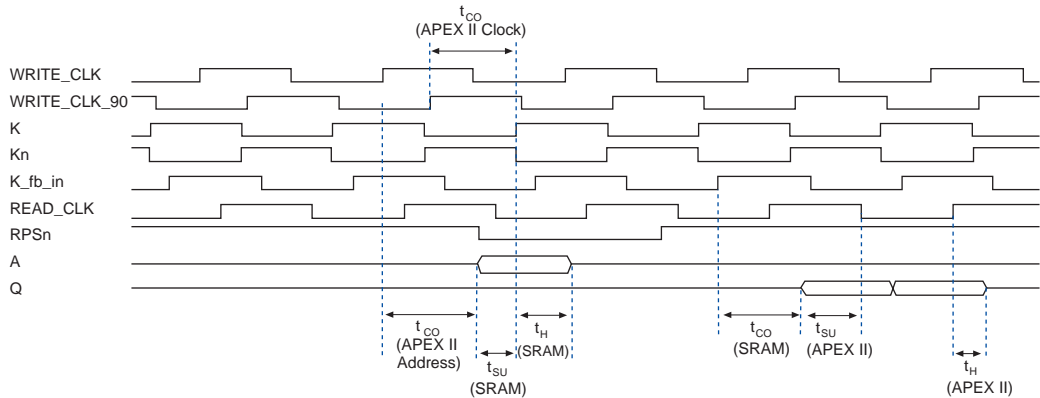 tCO
(APEX II Clock)
WRITE_CLK
WRITE_CLK_90
K
Kn
K_fb_in
READ_CLK
RPSn
A
Q
tCO
(APEX II
Address)
tSU
(SRAM)
tH
(SRAM)
tCO
(SRAM)
tSU
(APEX II)
tH
(APEX II)